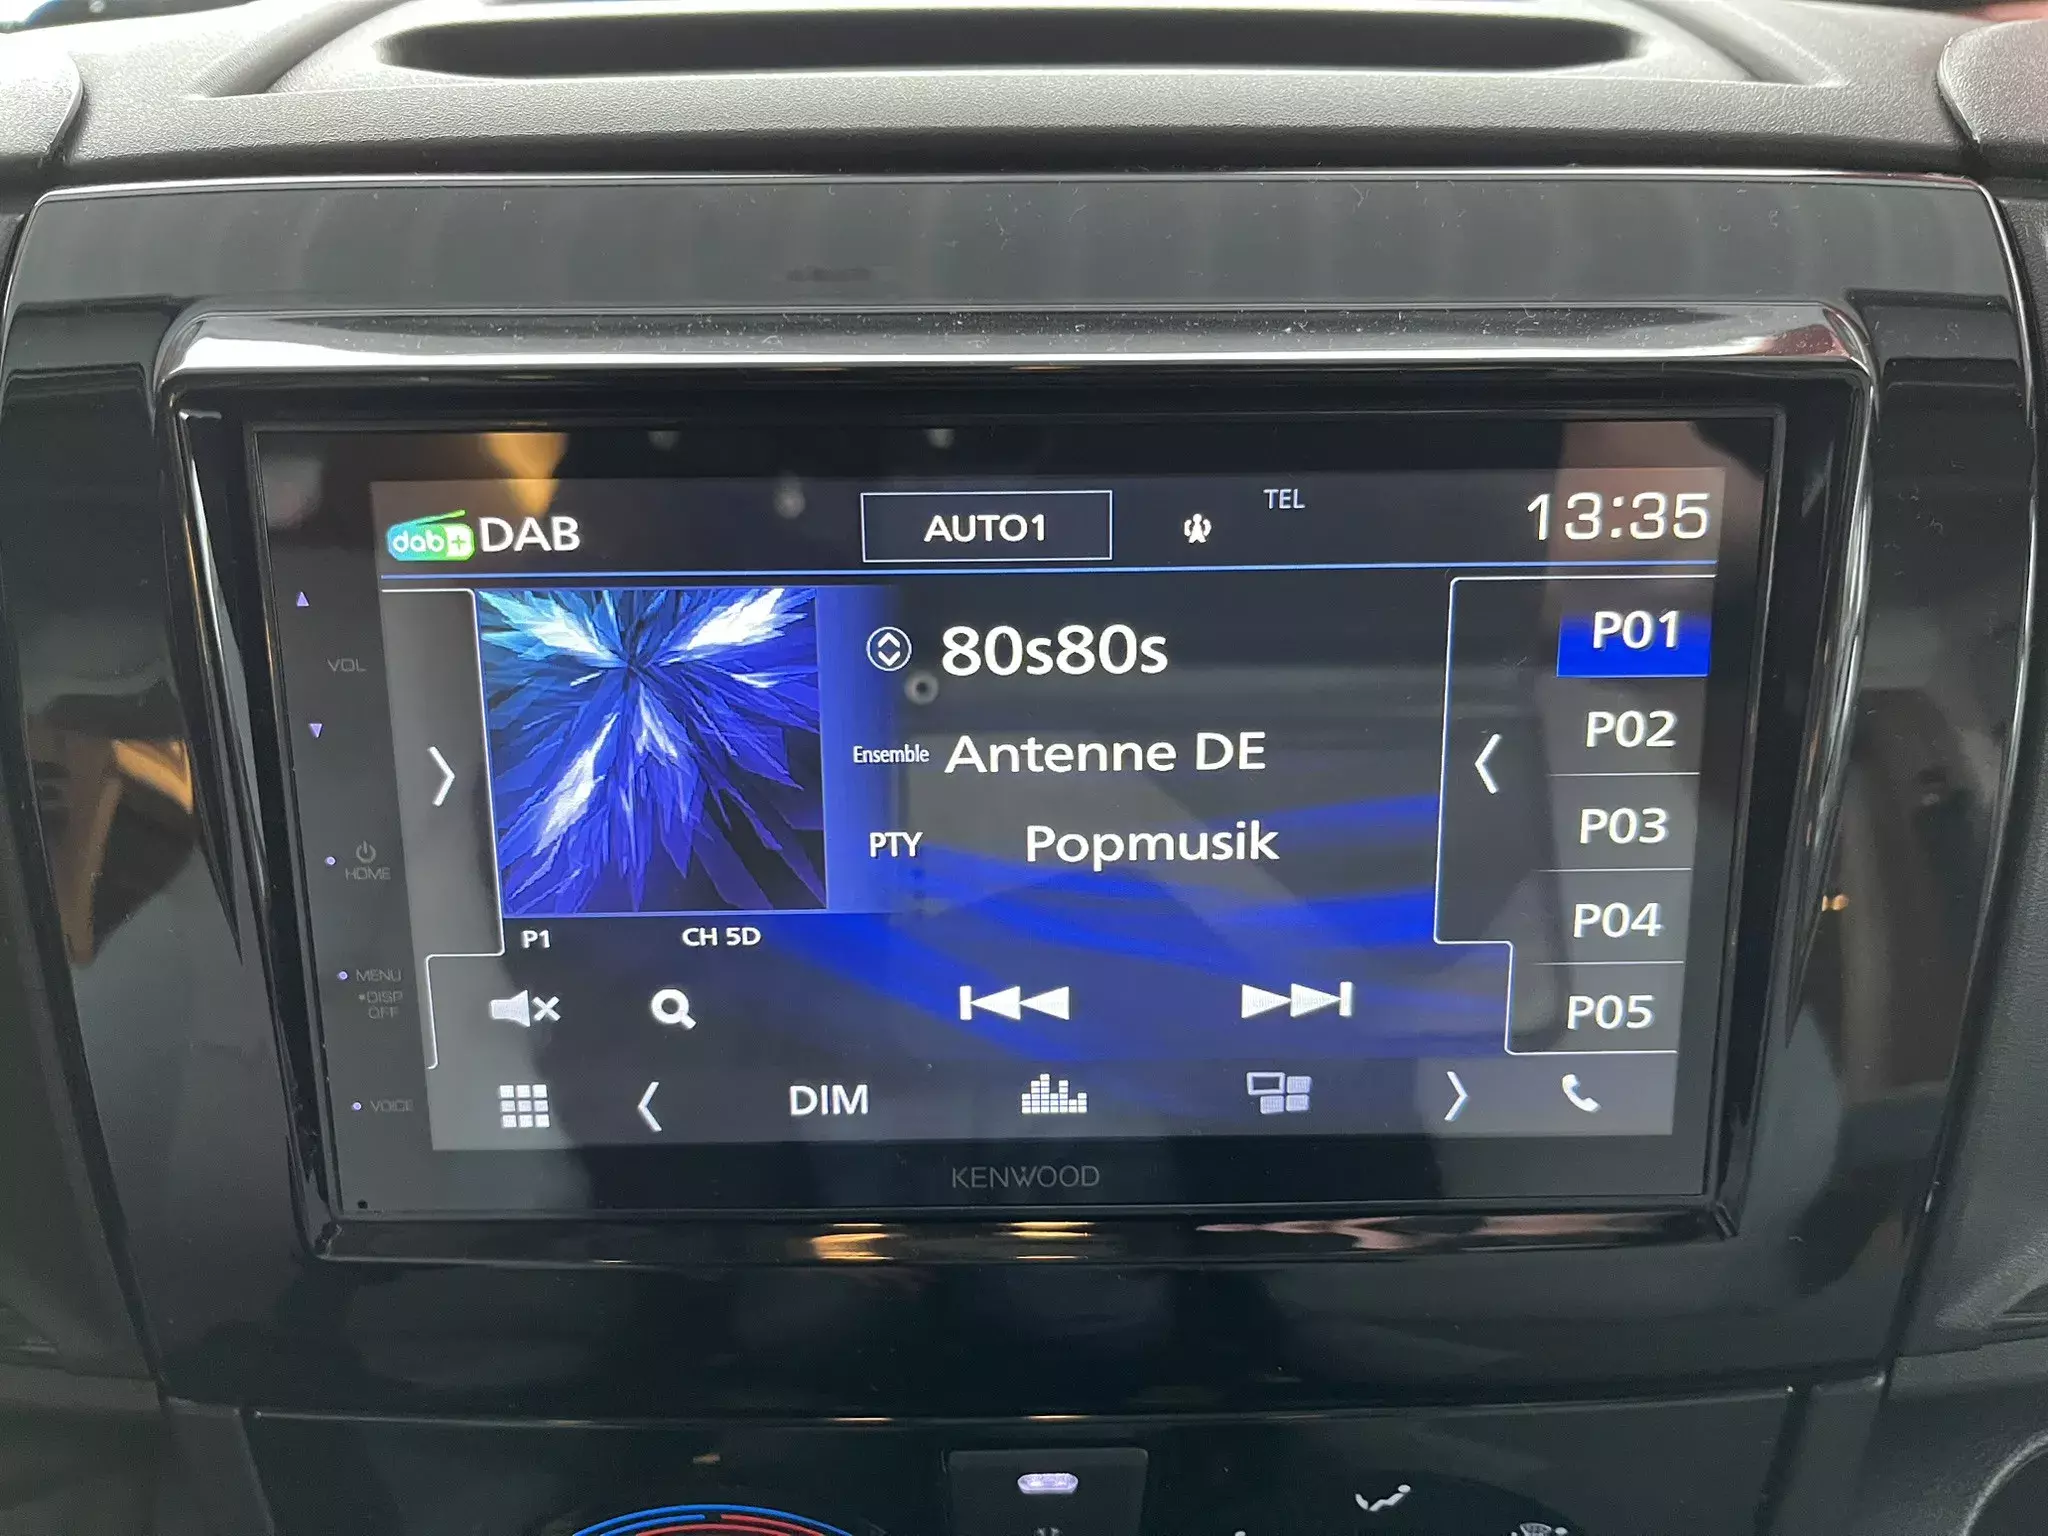 dab+ DAB
AUTO1
TEL
13:35
VOL
80s80s
Ensemble Antenne DE
PTY Popmusik
P1 CH 5D
P01
P02
P03
P04
P05
HOME
MENU
•DISP
OFF
VOICE
DIM
KENWOOD